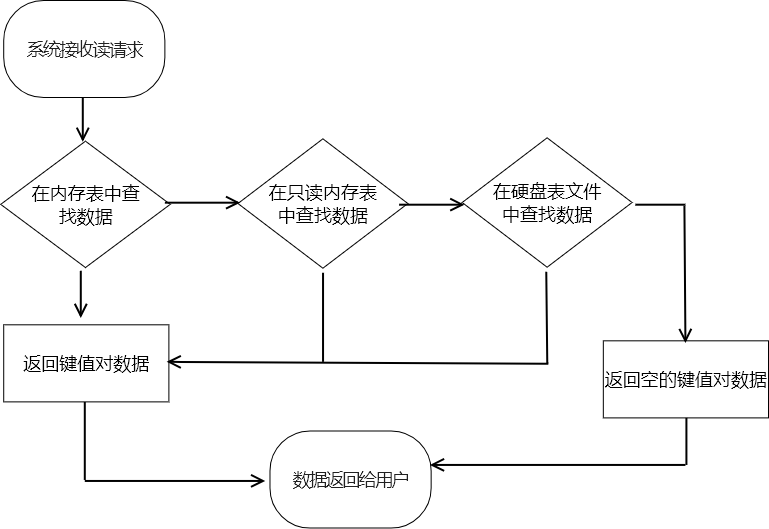 系统接收读请求
在内存表中查
找数据
在只读内存表
中查找数据
在硬盘表文件
中查找数据
返回键值对数据
返回空的键值对数据
数据返回给用户